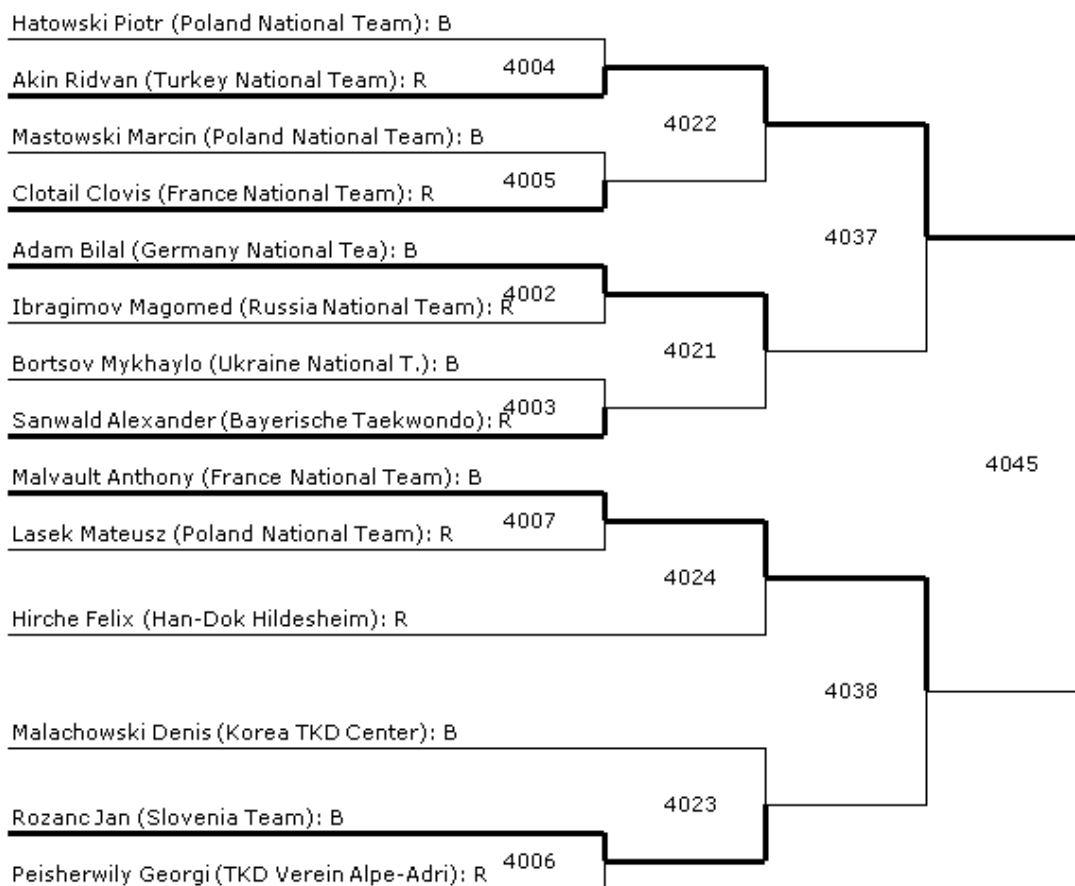 Hatowski Piotr (Poland National Team): B
4004
Akin Ridvan (Turkey National Team): R
4022
Mastowski Marcin (Poland National Team): B
4005
Clotail Clovis (France National Team): R
4037
Adam Bilal (Germany National Tea): B
4002
Ibragimov Magomed (Russia National Team): R
4021
Bortsov Mykhaylo (Ukraine National T.): B
4003
Sanwald Alexander (Bayerische Taekwondo): R
4045
Malvault Anthony (France National Team): B
4007
Lasek Mateusz (Poland National Team): R
4024
Hirche Felix (Han-Dok Hildesheim): R
4038
Malachowski Denis (Korea TKD Center): B
4023
Rozanc Jan (Slovenia Team): B
4006
Peisherwily Georgi (TKD Verein Alpe-Adri): R